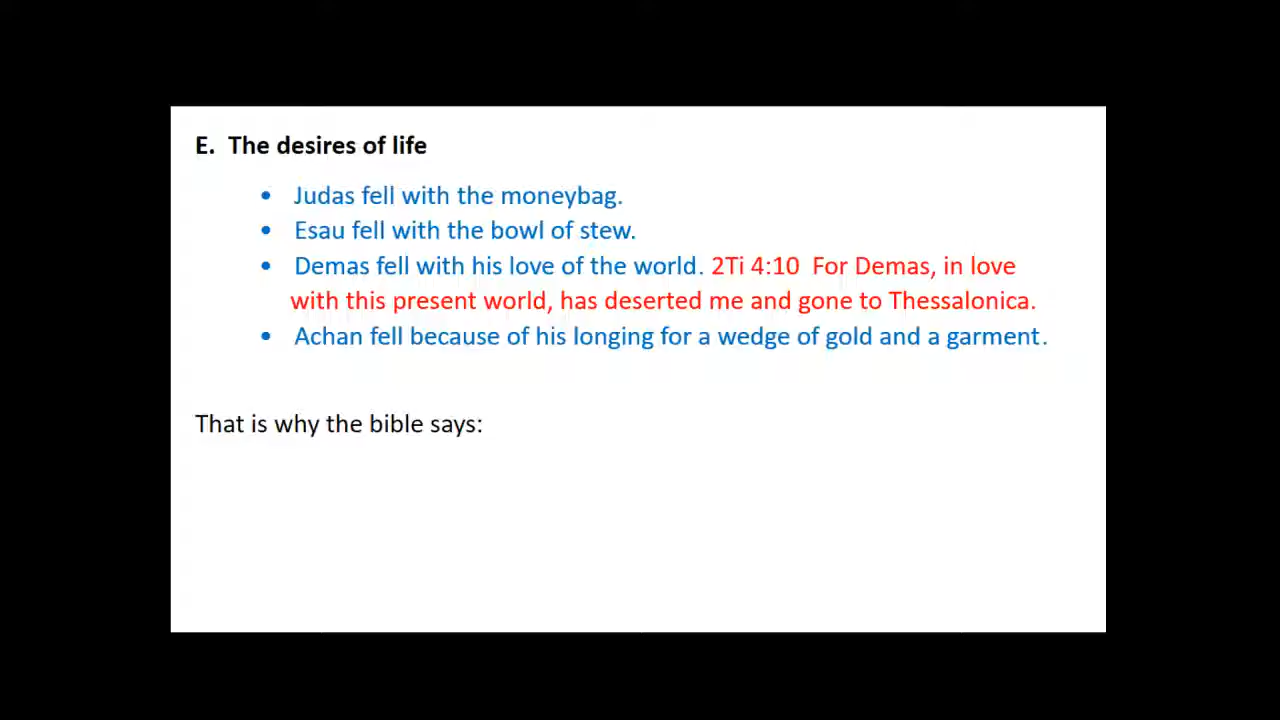 E.  The desires of life
• Judas fell with the moneybag.
• Esau fell with the bowl of stew.
• Demas fell with his love of the world. 2Ti 4:10  For Demas, in love
with this present world, has deserted me and gone to Thessalonica.
• Achan fell because of his longing for a wedge of gold and a garment.
That is why the bible says: